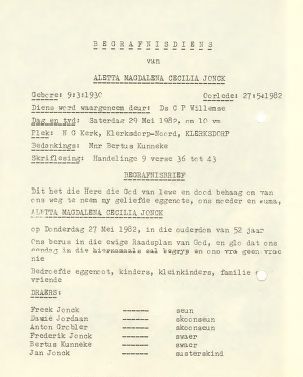 BEGRAFNISDIENS
van
ALETTA MAGDALENA CECILIA JONCK
Gebore: 9:3:1930 Oorlede: 27:5:1982
Diens word waargeneem deur: Ds C P Willemse
Dag en tyd: Saterdag 29 Mei 1982, om 10 vm
Plek: N G Kerk, Klerksdorp-Noord, KLERKSDORP
Bedankings: Mnr Bertus Kunneke
Skriflesing: Handelinge 9 verse 36 tot 43
BEGRAFNISBRIEF
Dit het die Here die God van lewe en dood behaag om van
ons weg te neem my geliefde eggenote, ons moeder en ouma,
ALETTA MAGDALENA CECILIA JONCK
op Donderdag 27 Mei 1982, in die ouderdom van 52 jaar
Ons berus in die ewige Raadsplan van God, en glo dat ons
eendag in die hiernamaals sal begryp en ons vra geen vrae
nie
Bedroefde eggenoot, kinders, kleinkinders, familie
vriende
DRAERS:
Freek Jonck ------ seun
Danie Jordaan ------ skoonseun
Anton Grobler ------ skoonseun
Frederik Jonck ------ swaer
Bertus Kunneke ------ swaer
Jan Jonck ------ susterskind